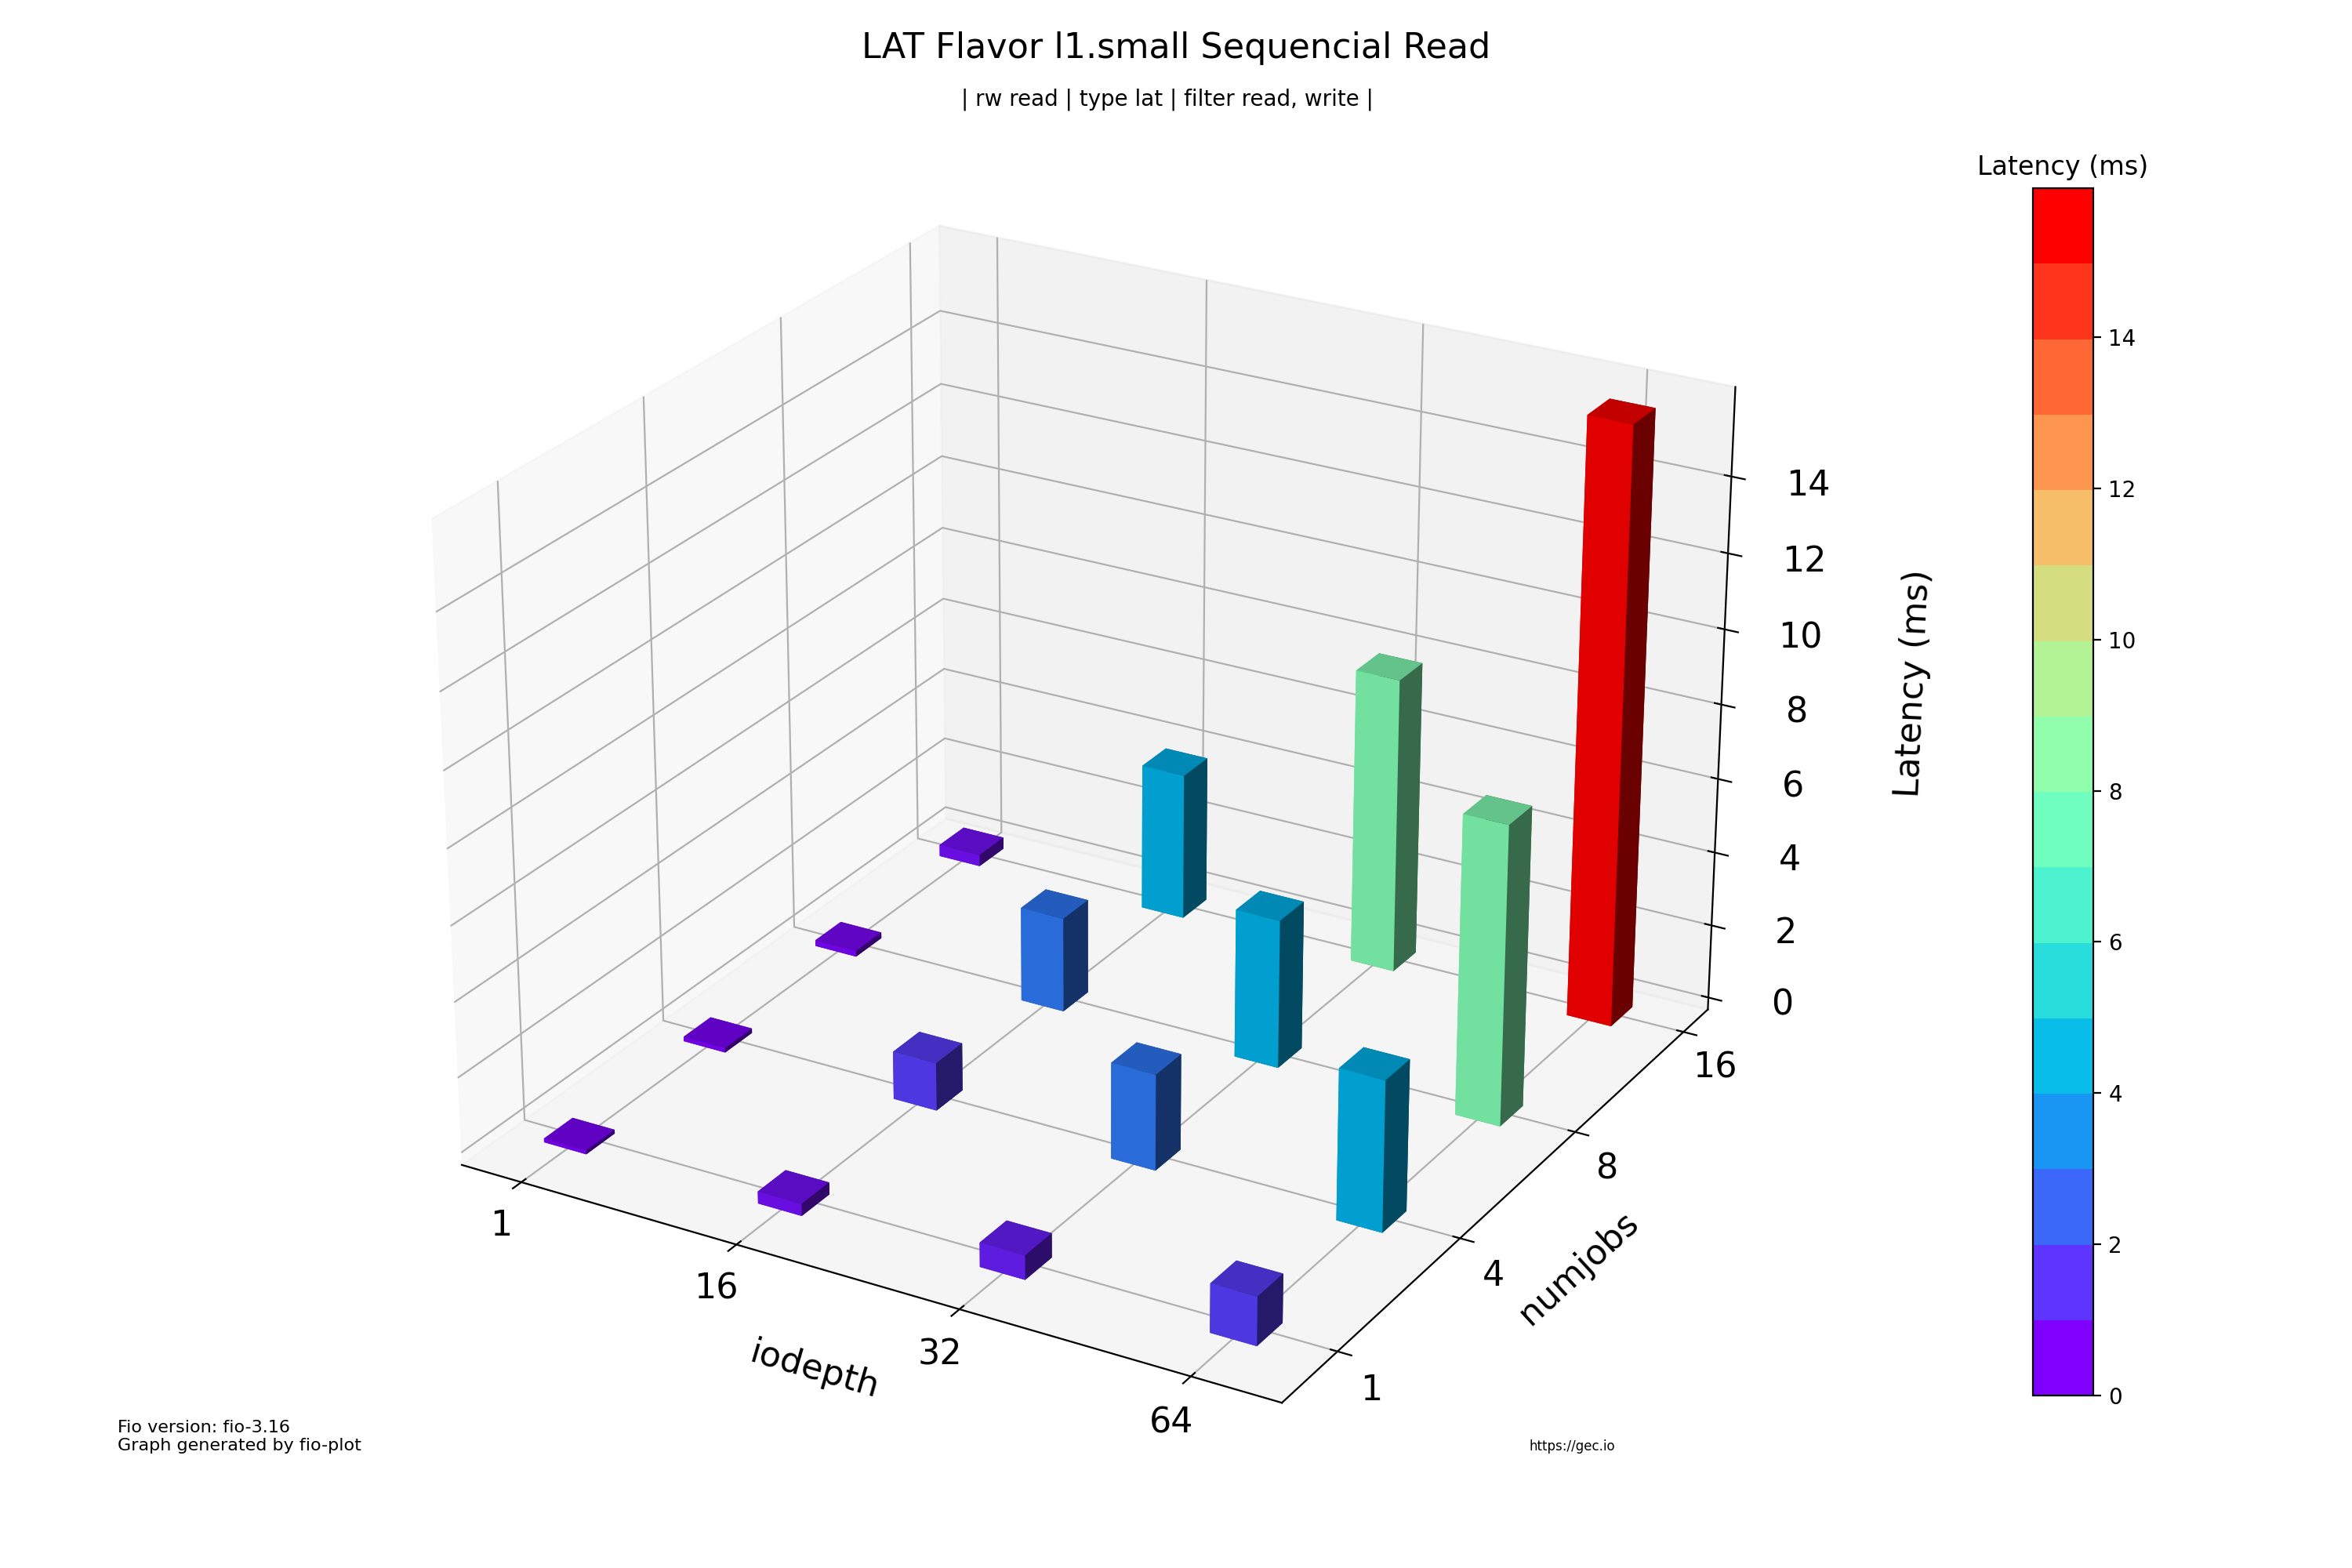 LAT Flavor l1.small Sequencial Read
| rw read | type lat | filter read, write |
Latency (ms)
14
12
10
8
6
4
2
0
14
12
10
8
6
4
2
0
Latency (ms)
16
8
4
1
numjobs
1
16
32
64
iodepth
Fio version: fio-3.16
Graph generated by fio-plot
https://gec.io